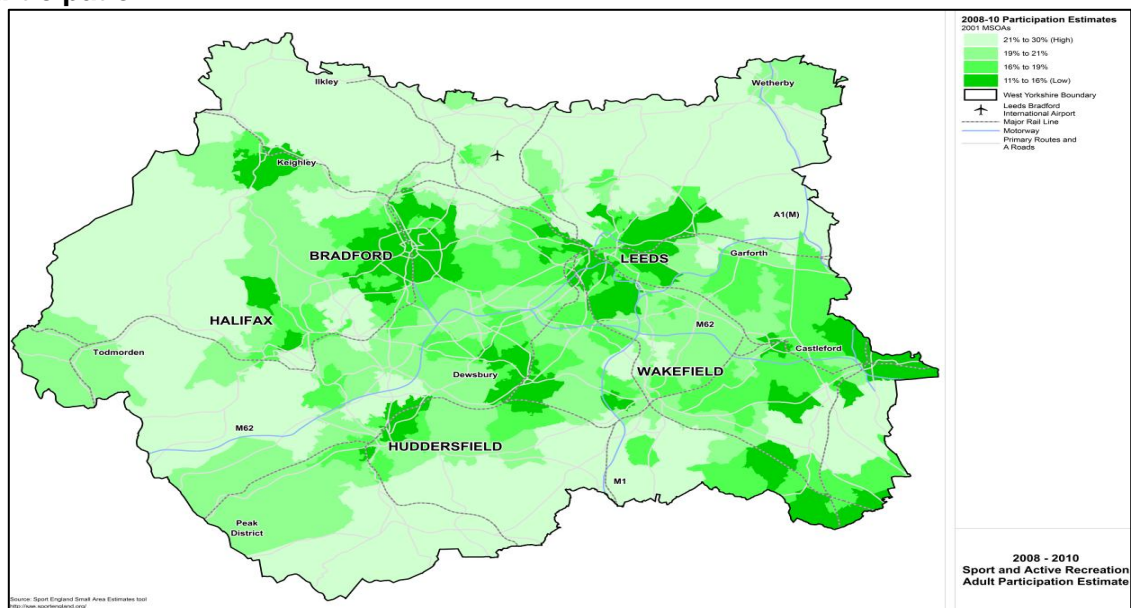 2008-10 Participation Estimates
2001 MSOAs
21% to 30% (High)
19% to 21%
16% to 19%
11% to 16% (Low)
West Yorkshire Boundary
Leeds Bradford
International Airport
Major Rail Line
Motorway
Primary Routes and
A Roads
Ilkley
Wetherby
Keighley
A1(M)
BRADFORD
LEEDS
Garforth
HALIFAX
M62
Todmorden
Castleford
Dewsbury
WAKEFIELD
M62
HUDDERSFIELD
M1
Peak
District
2008 - 2010
Sport and Active Recreation
Adult Participation Estimate
Source: Sport England Small Area Estimates tool